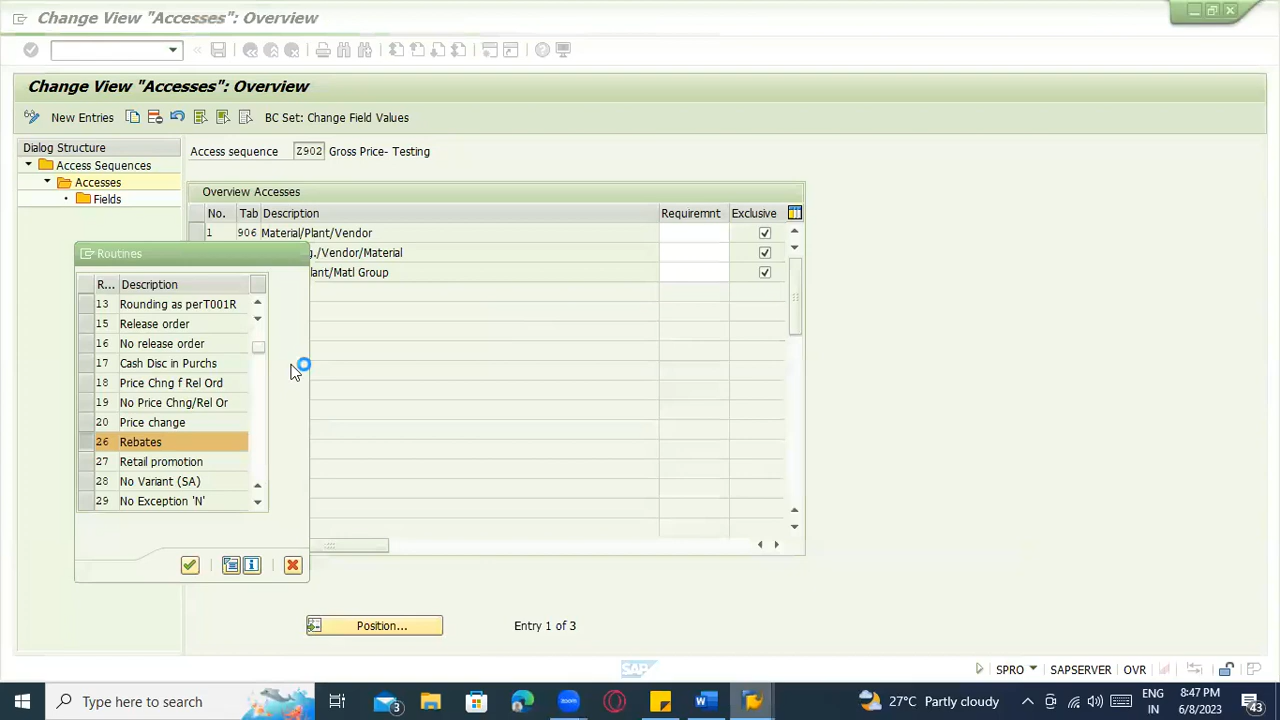 Change View "Accesses": Overview
Change View "Accesses": Overview
New Entries
BC Set: Change Field Values
Dialog Structure
Access Sequences
Accesses
Fields
Access sequence Z902 Gross Price- Testing
Overview Accesses
No. Tab Description Requiremnt Exclusive
1 906 Material/Plant/Vendor
g./Vendor/Material
lant/Matl Group
Routines
R... Description
13 Rounding as perT001R
15 Release order
16 No release order
17 Cash Disc in Purchs
18 Price Chng f Rel Ord
19 No Price Chng/Rel Or
20 Price change
26 Rebates
27 Retail promotion
28 No Variant (SA)
29 No Exception 'N'
Position...
Entry 1 of 3
SAP
SPRO SAPSERVER OVR
Type here to search
3
27°C Partly cloudy
ENG
IN
8:47 PM
6/8/2023
43